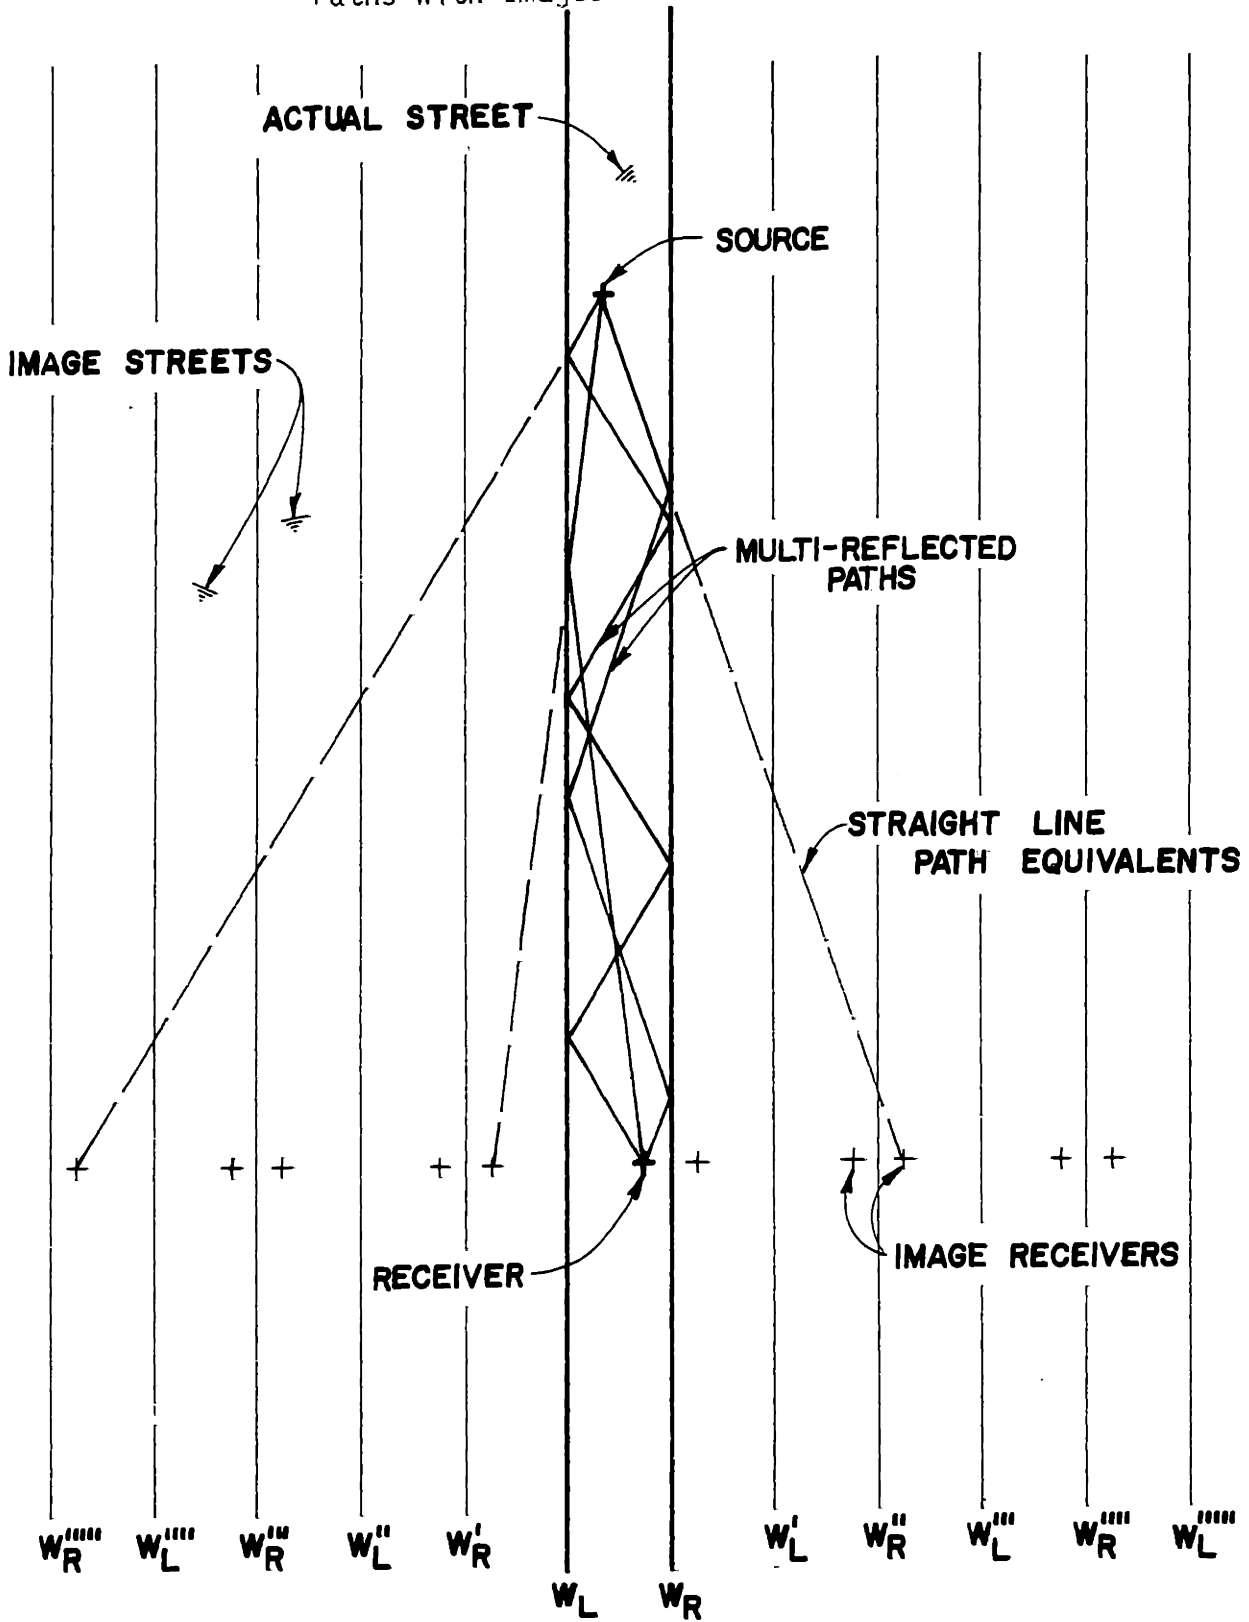 ACTUAL STREET
SOURCE
IMAGE STREETS
MULTI-REFLECTED
PATHS
STRAIGHT LINE
PATH EQUIVALENTS
IMAGE RECEIVERS
RECEIVER
W_R''''' W_L'''' W_R''' W_L'' W_R' W_L' W_R'' W_L''' W_R'''' W_L'''''
W_L W_R